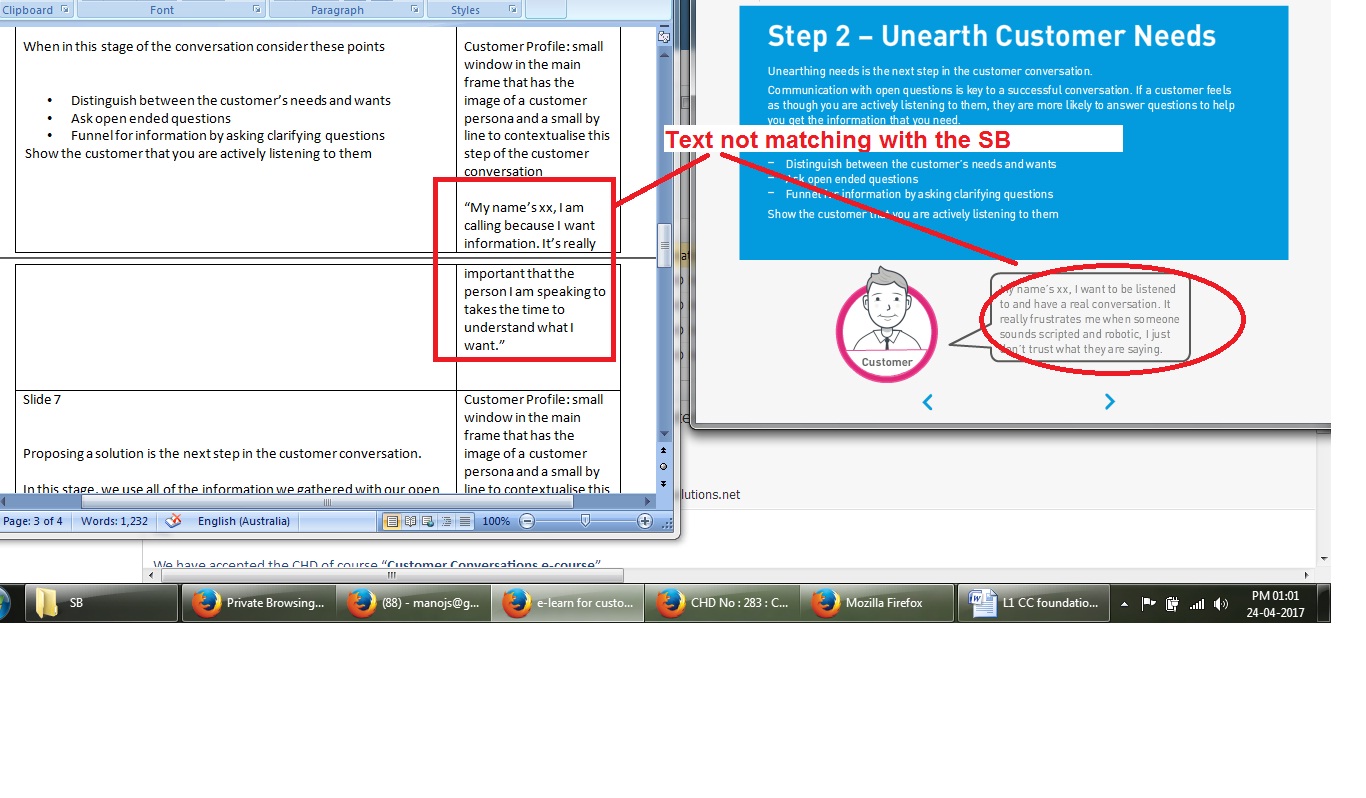 Clipboard
Font
Paragraph
Styles
When in this stage of the conversation consider these points
• Distinguish between the customer's needs and wants
• Ask open ended questions
• Funnel for information by asking clarifying questions
Show the customer that you are actively listening to them
Customer Profile: small
window in the main
frame that has the
image of a customer
persona and a small by
line to contextualise this
step of the customer
conversation
“My name’s xx, I am
calling because I want
information. It’s really
important that the
person I am speaking to
takes the time to
understand what I
want.”
Slide 7
Proposing a solution is the next step in the customer conversation.
In this stage, we use all of the information we gathered with our open
Customer Profile: small
window in the main
frame that has the
image of a customer
persona and a small by
line to contextualise this
Page: 3 of 4
Words: 1,232
English (Australia)
100%
Step 2 – Unearth Customer Needs
Unearthing needs is the next step in the customer conversation.
Communication with open questions is key to a successful conversation. If a customer feels
as though you are actively listening to them, they are more likely to answer questions to help
you get the information that you need.
Text not matching with the SB
– Distinguish between the customer's needs and wants
– Ask open ended questions
– Funnel for information by asking clarifying questions
Show the customer that you are actively listening to them
Customer
My name's xx, I want to be listened
to and have a real conversation. It
really frustrates me when someone
sounds scripted and robotic, I just
don't trust what they are saying.
lutions.net
We have accepted the CHD of course “Customer Conversations e-course”
SB
Private Browsing...
(88) - manojs@g...
e-learn for custo...
CHD No : 283 : C...
Mozilla Firefox
L1 CC foundatio...
PM 01:01
24-04-2017